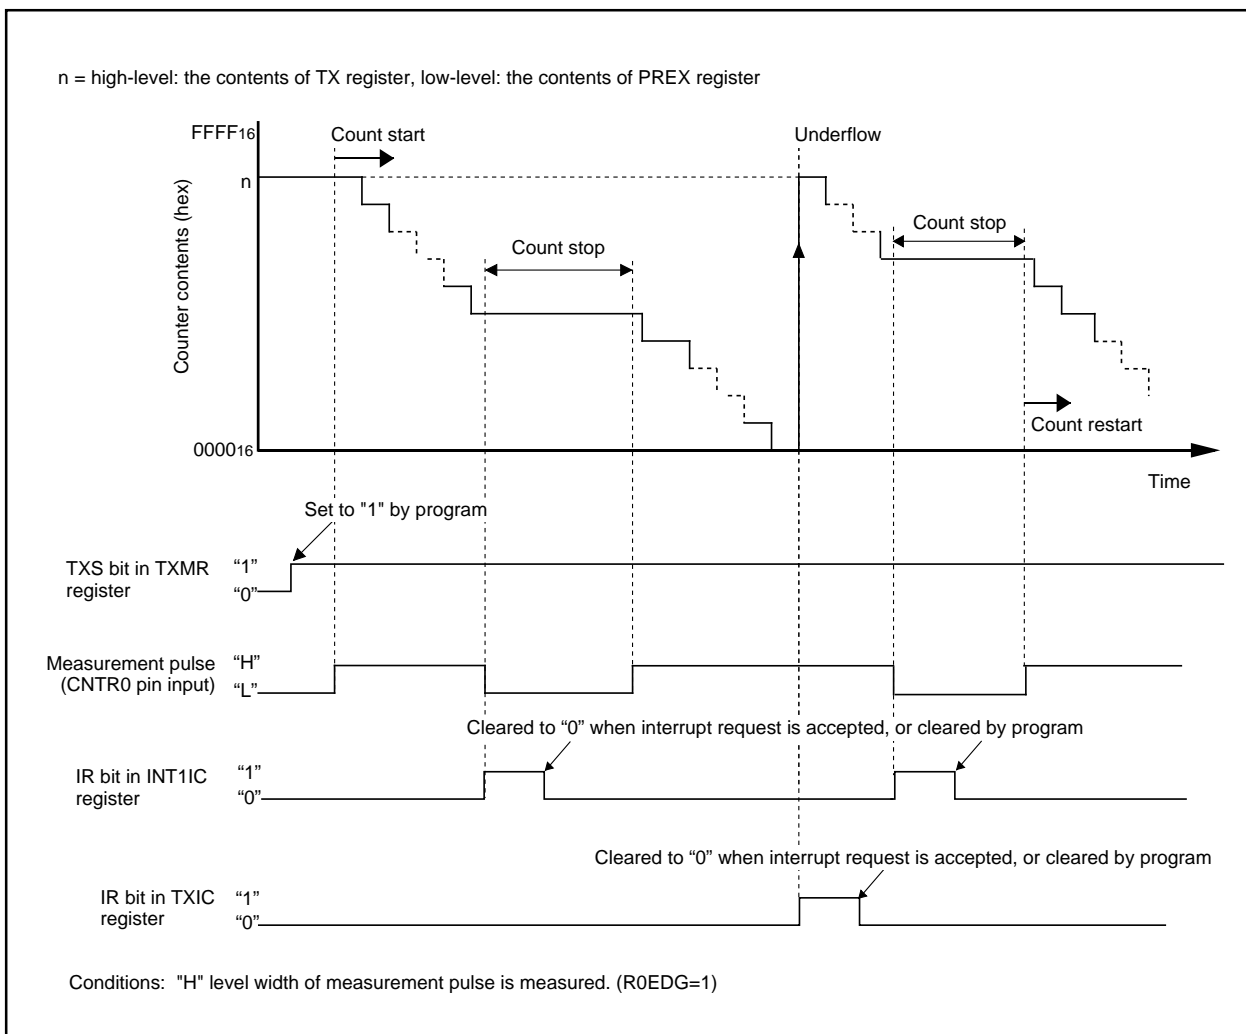 n = high-level: the contents of TX register, low-level: the contents of PREX register
FFFF16
Count start
Underflow
n
Counter contents (hex)
Count stop
Count stop
Count restart
000016
Time
Set to "1" by program
TXS bit in TXMR
register
“1”
“0”
Measurement pulse
(CNTR0 pin input)
“H”
“L”
Cleared to “0” when interrupt request is accepted, or cleared by program
IR bit in INT1IC
register
“1”
“0”
Cleared to “0” when interrupt request is accepted, or cleared by program
IR bit in TXIC
register
“1”
“0”
Conditions: "H" level width of measurement pulse is measured. (R0EDG=1)